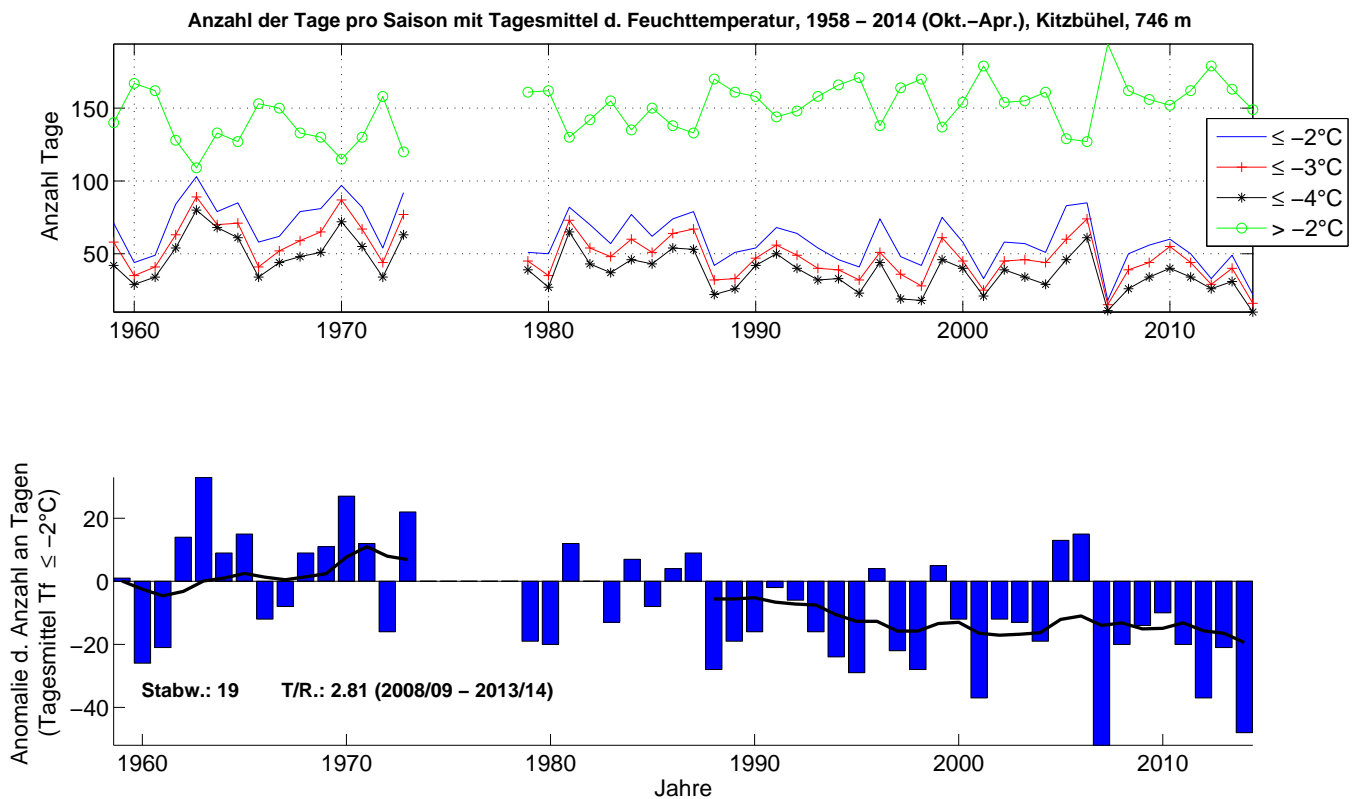 Anzahl der Tage pro Saison mit Tagesmittel d. Feuchttemperatur, 1958 – 2014 (Okt.–Apr.), Kitzbühel, 746 m
Anzahl Tage
150
100
50
1960 1970 1980 1990 2000 2010
≤ −2°C
≤ −3°C
≤ −4°C
> −2°C
Anomalie d. Anzahl an Tagen
(Tagesmittel Tf ≤ −2°C)
20
0
−20
−40
Stabw.: 19 T/R.: 2.81 (2008/09 – 2013/14)
1960 1970 1980 1990 2000 2010
Jahre